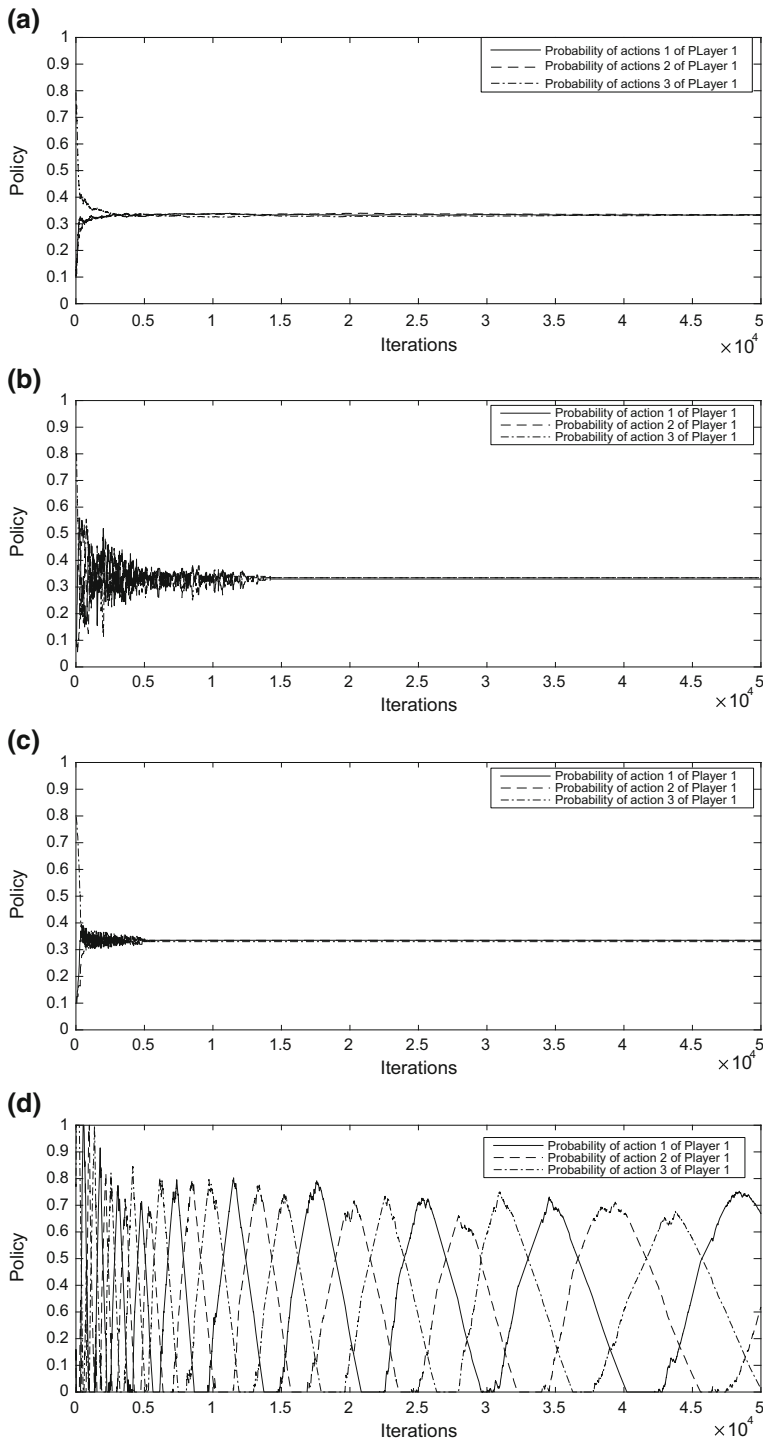 (a)
1
0.9
0.8
0.7
0.6
0.5
0.4
0.3
0.2
0.1
0
Policy
Probability of actions 1 of PLayer 1
Probability of actions 2 of PLayer 1
Probability of actions 3 of PLayer 1
0 0.5 1 1.5 2 2.5 3 3.5 4 4.5 5
Iterations
×10⁴
(b)
1
0.9
0.8
0.7
0.6
0.5
0.4
0.3
0.2
0.1
0
Policy
Probability of action 1 of Player 1
Probability of action 2 of Player 1
Probability of action 3 of Player 1
0 0.5 1 1.5 2 2.5 3 3.5 4 4.5 5
Iterations
×10⁴
(c)
1
0.9
0.8
0.7
0.6
0.5
0.4
0.3
0.2
0.1
0
Policy
Probability of action 1 of Player 1
Probability of action 2 of Player 1
Probability of action 3 of Player 1
0 0.5 1 1.5 2 2.5 3 3.5 4 4.5 5
Iterations
×10⁴
(d)
1
0.9
0.8
0.7
0.6
0.5
0.4
0.6
0.2
0.1
0
Policy
Probability of action 1 of Player 1
Probability of action 2 of Player 1
Probability of action 3 of Player 1
0 0.5 1 1.5 2 2.5 3 3.5 4 4.5 5
Iterations
×10⁴